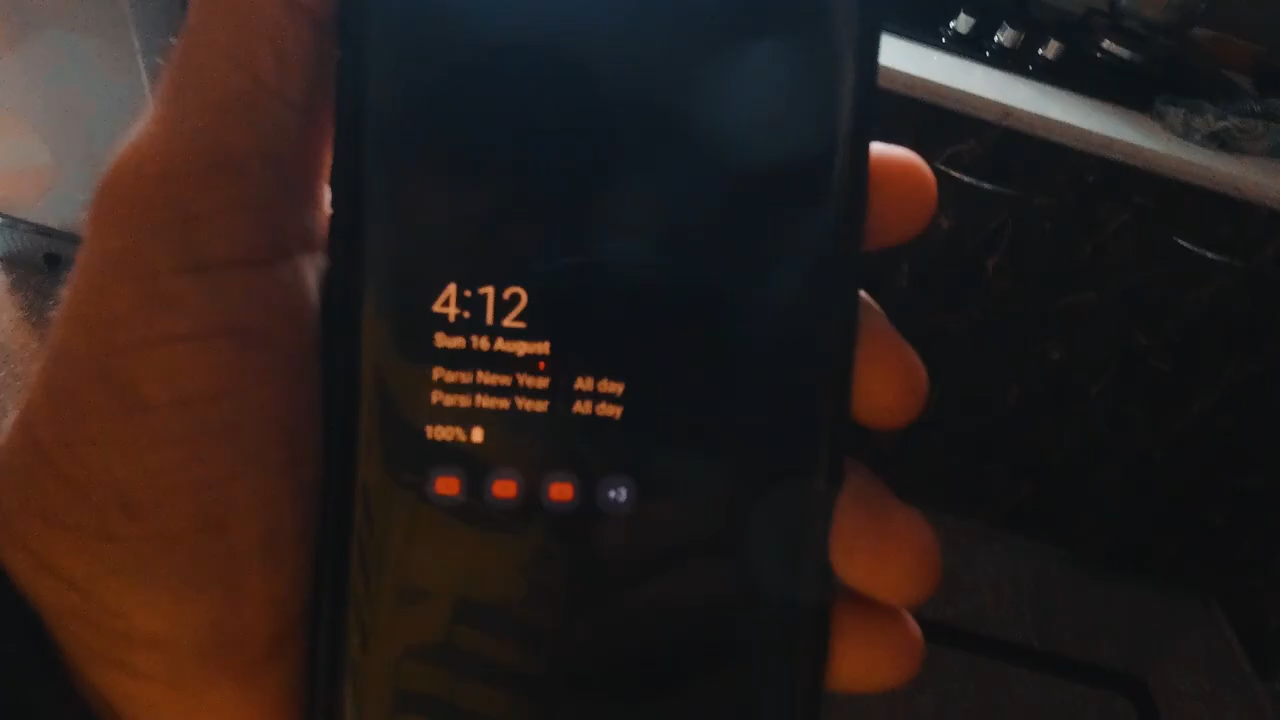 4:12
Sun 16 August
Parsi New Year All day
Parsi New Year All day
100%
+3